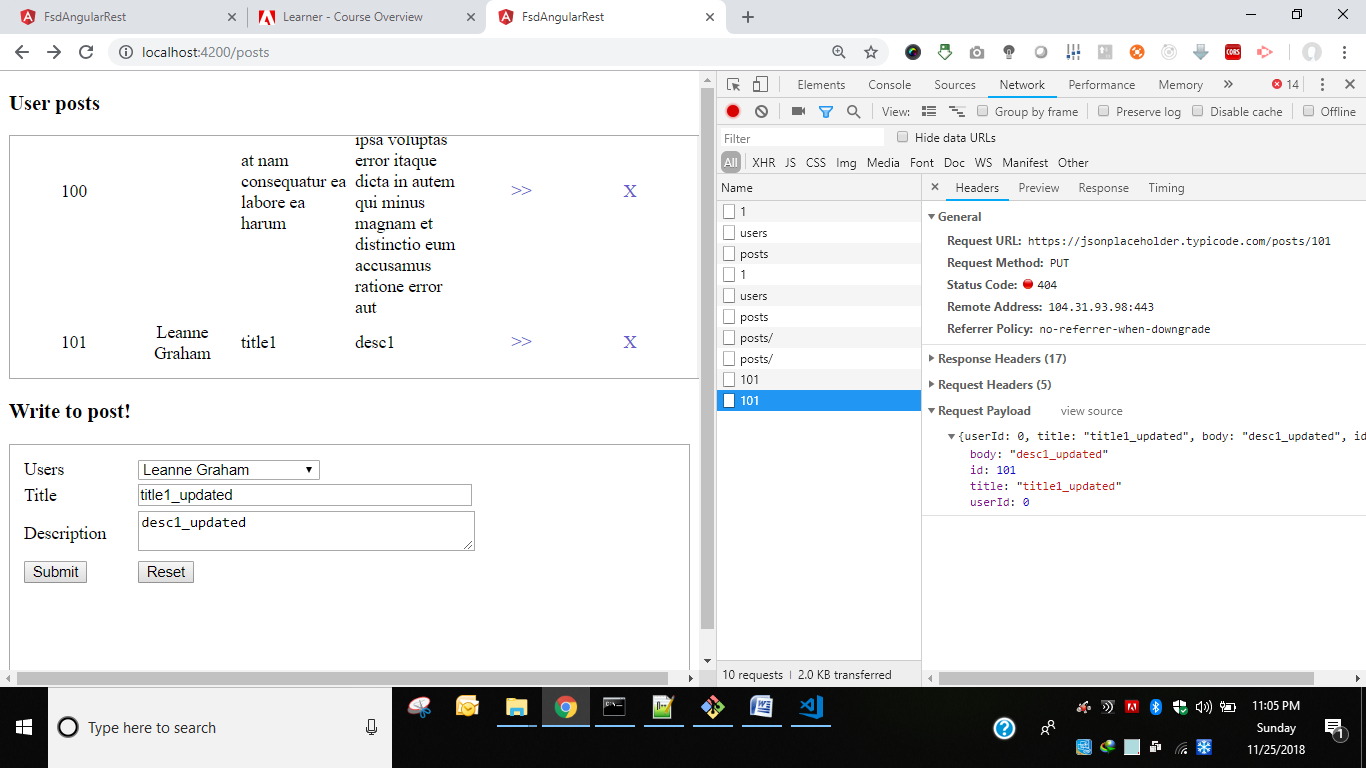 FsdAngularRest
Learner - Course Overview
FsdAngularRest
localhost:4200/posts
CORS
User posts
100
at nam
consequatur ea
labore ea
harum
ipsa voluptas
error itaque
dicta in autem
qui minus
magnam et
distinctio eum
accusamus
ratione error
aut
>>
X
101
Leanne
Graham
title1
desc1
>>
X
Write to post!
Users
Leanne Graham
Title
title1_updated
Description
desc1_updated
Submit
Reset
Elements
Console
Sources
Network
Performance
Memory
14
View:
Group by frame
Preserve log
Disable cache
Offline
Filter
Hide data URLs
All
XHR
JS
CSS
Img
Media
Font
Doc
WS
Manifest
Other
Name
1
users
posts
1
users
posts
posts/
posts/
101
101
10 requests | 2.0 KB transferred
Headers
Preview
Response
Timing
General
Request URL: https://jsonplaceholder.typicode.com/posts/101
Request Method: PUT
Status Code: 404
Remote Address: 104.31.93.98:443
Referrer Policy: no-referrer-when-downgrade
Response Headers (17)
Request Headers (5)
Request Payload
view source
{userId: 0, title: "title1_updated", body: "desc1_updated", id
body: "desc1_updated"
id: 101
title: "title1_updated"
userId: 0
Type here to search
11:05 PM
Sunday
11/25/2018
1